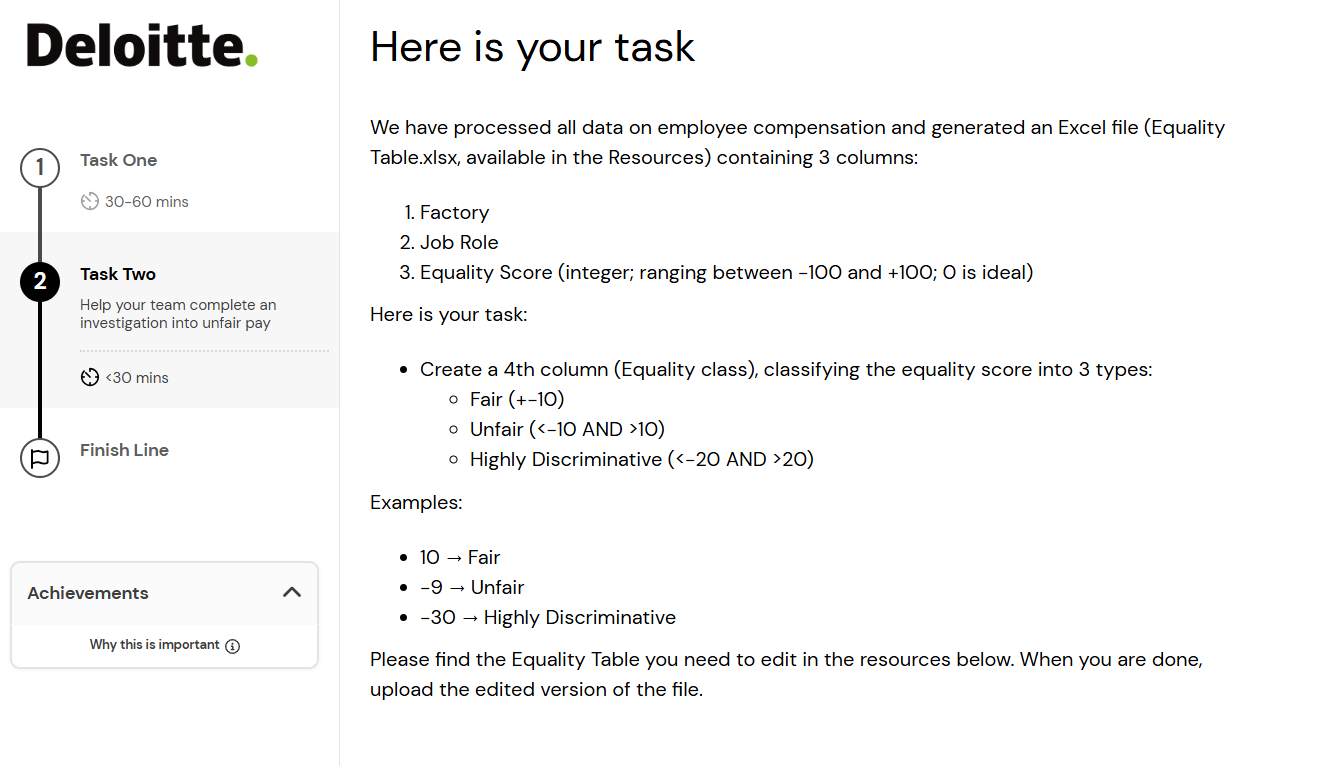 Deloitte.
1
Task One
30-60 mins
2
Task Two
Help your team complete an
investigation into unfair pay
<30 mins
Finish Line
Achievements
Why this is important
Here is your task
We have processed all data on employee compensation and generated an Excel file (Equality
Table.xlsx, available in the Resources) containing 3 columns:
1. Factory
2. Job Role
3. Equality Score (integer; ranging between -100 and +100; 0 is ideal)
Here is your task:
• Create a 4th column (Equality class), classifying the equality score into 3 types:
◦ Fair (+-10)
◦ Unfair (<-10 AND >10)
◦ Highly Discriminative (<-20 AND >20)
Examples:
• 10 → Fair
• -9 → Unfair
• -30 → Highly Discriminative
Please find the Equality Table you need to edit in the resources below. When you are done,
upload the edited version of the file.